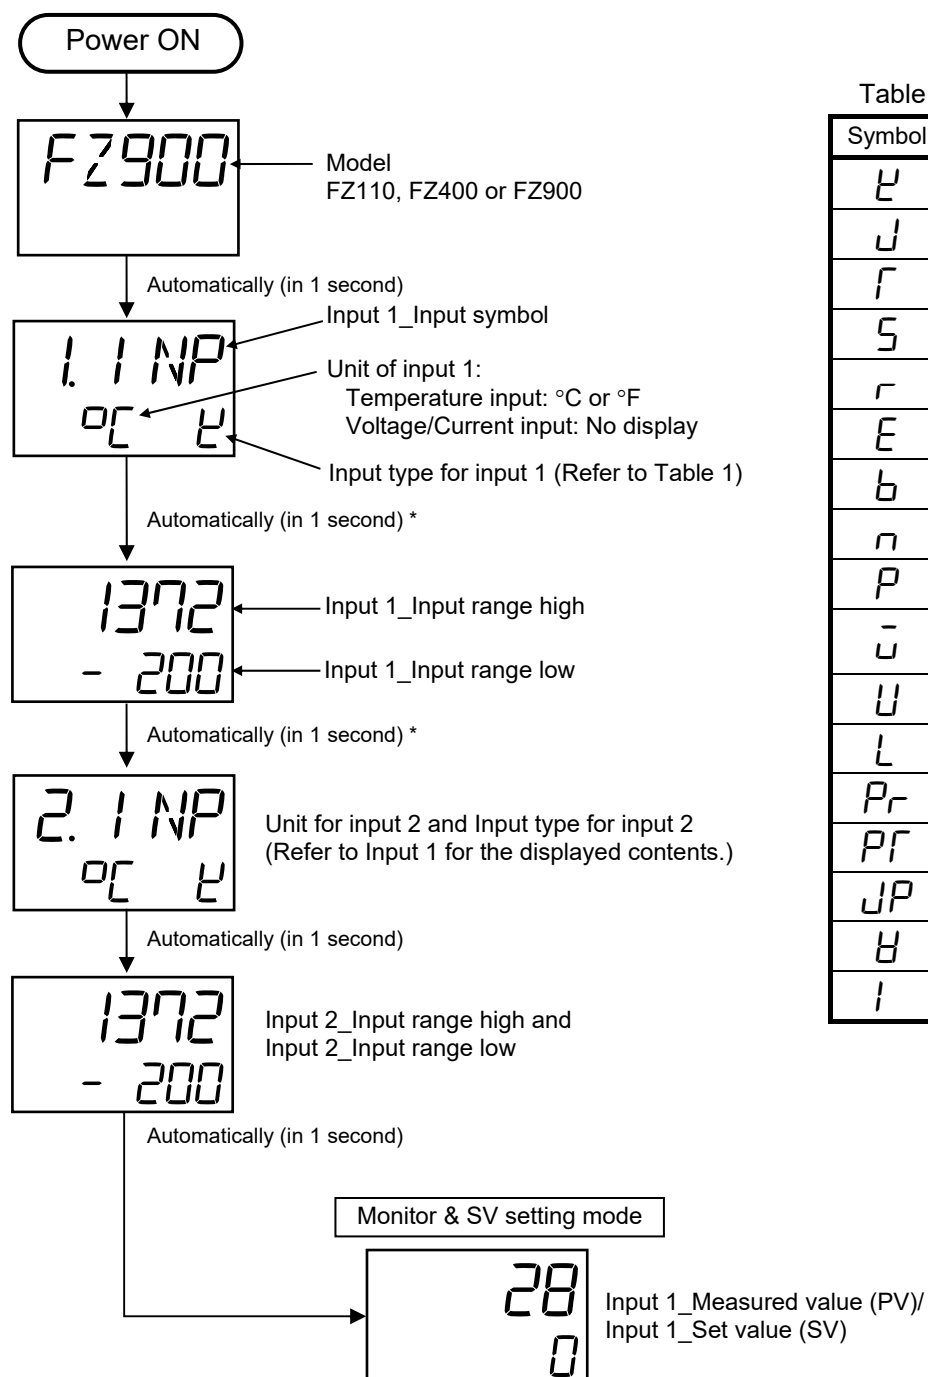 Power ON
FZ900
Model
FZ110, FZ400 or FZ900
Automatically (in 1 second)
1. INP
°C K
Input 1_Input symbol
Unit of input 1:
Temperature input: °C or °F
Voltage/Current input: No display
Input type for input 1 (Refer to Table 1)
Automatically (in 1 second) *
1372
- 200
Input 1_Input range high
Input 1_Input range low
Automatically (in 1 second) *
2. INP
°C K
Unit for input 2 and Input type for input 2
(Refer to Input 1 for the displayed contents.)
Automatically (in 1 second)
1372
- 200
Input 2_Input range high and
Input 2_Input range low
Automatically (in 1 second)
Monitor & SV setting mode
28
0
Input 1_Measured value (PV)/
Input 1_Set value (SV)
Table
Symbol
K
J
T
S
r
E
b
n
P
U
L
Pr
PT
JP
I